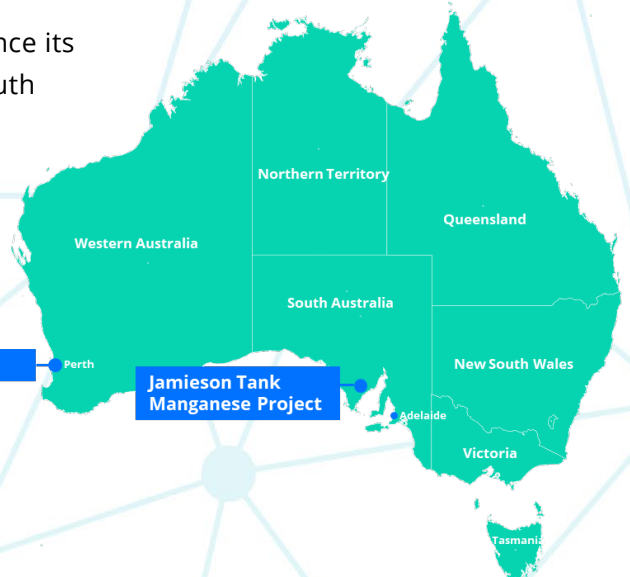 nce its
uth
Northern Territory
Queensland
Western Australia
South Australia
Perth
New South Wales
Jamieson Tank
Manganese Project
Adelaide
Victoria
Tasmania